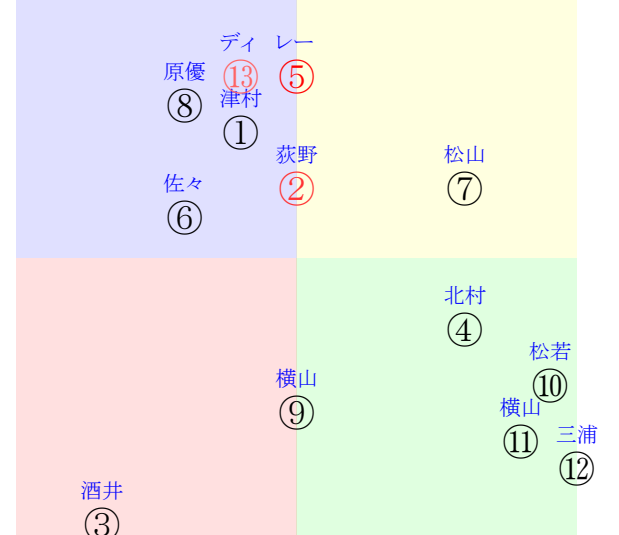 ディ レー
⑬ ⑤
原優
⑧
津村
①
荻野
②
松山
⑦
佐々
⑥
北村
④
松若
⑩
横山
⑨
横山
⑪
三浦
⑫
酒井
③